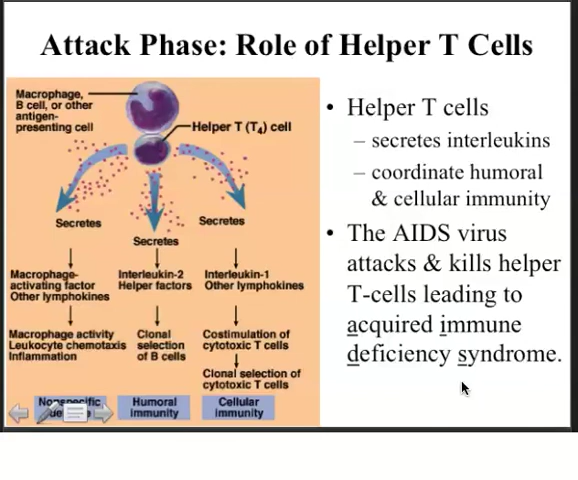 Attack Phase: Role of Helper T Cells
Macrophage,
B cell, or other
antigen-
presenting cell
Helper T (T4) cell
Secretes
Secretes
Secretes
Macrophage-
activating factor
Other lymphokines
Interleukin-2
Helper factors
Interleukin-1
Other lymphokines
Macrophage activity
Leukocyte chemotaxis
Inflammation
Clonal
selection
of B cells
Costimulation of
cytotoxic T cells
Clonal selection of
cytotoxic T cells
Humoral
immunity
Cellular
immunity
• Helper T cells
– secretes interleukins
– coordinate humoral
& cellular immunity
• The AIDS virus
attacks & kills helper
T-cells leading to
acquired immune
deficiency syndrome.